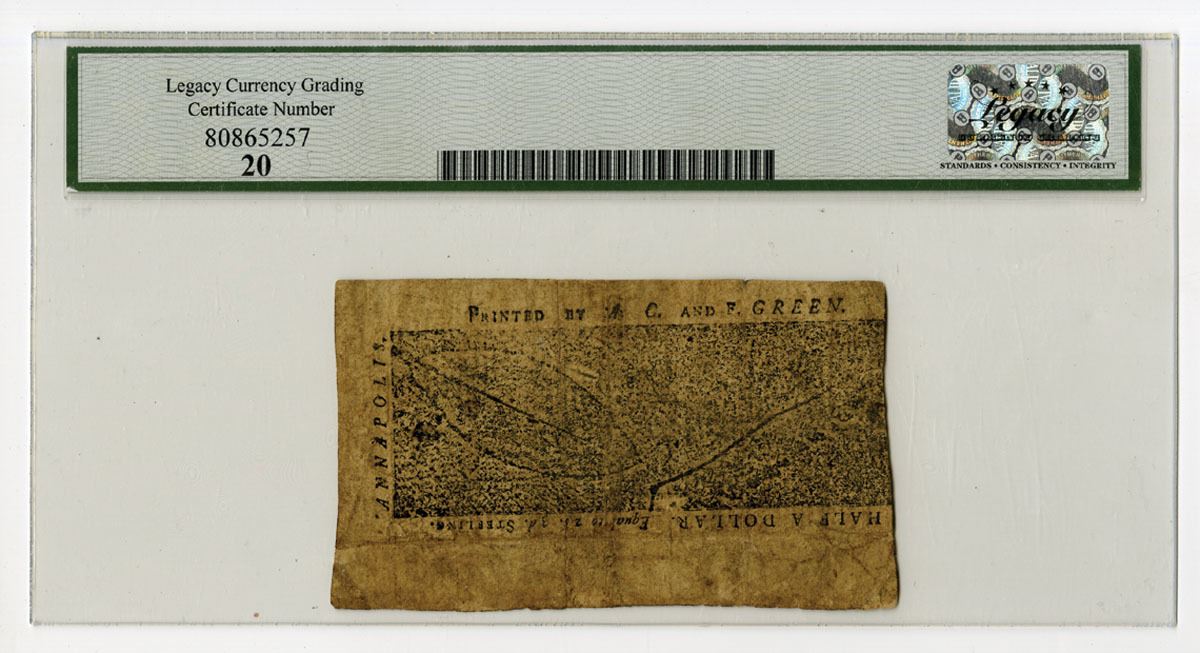 Legacy Currency Grading
Certificate Number
80865257
20
Legacy
STANDARDS • CONSISTENCY • INTEGRITY
PRINTED BY A. C. AND F. GREEN.
ANNAPOLIS.
HALF A DOLLAR. Equal to 2s. 3d. STERLING.